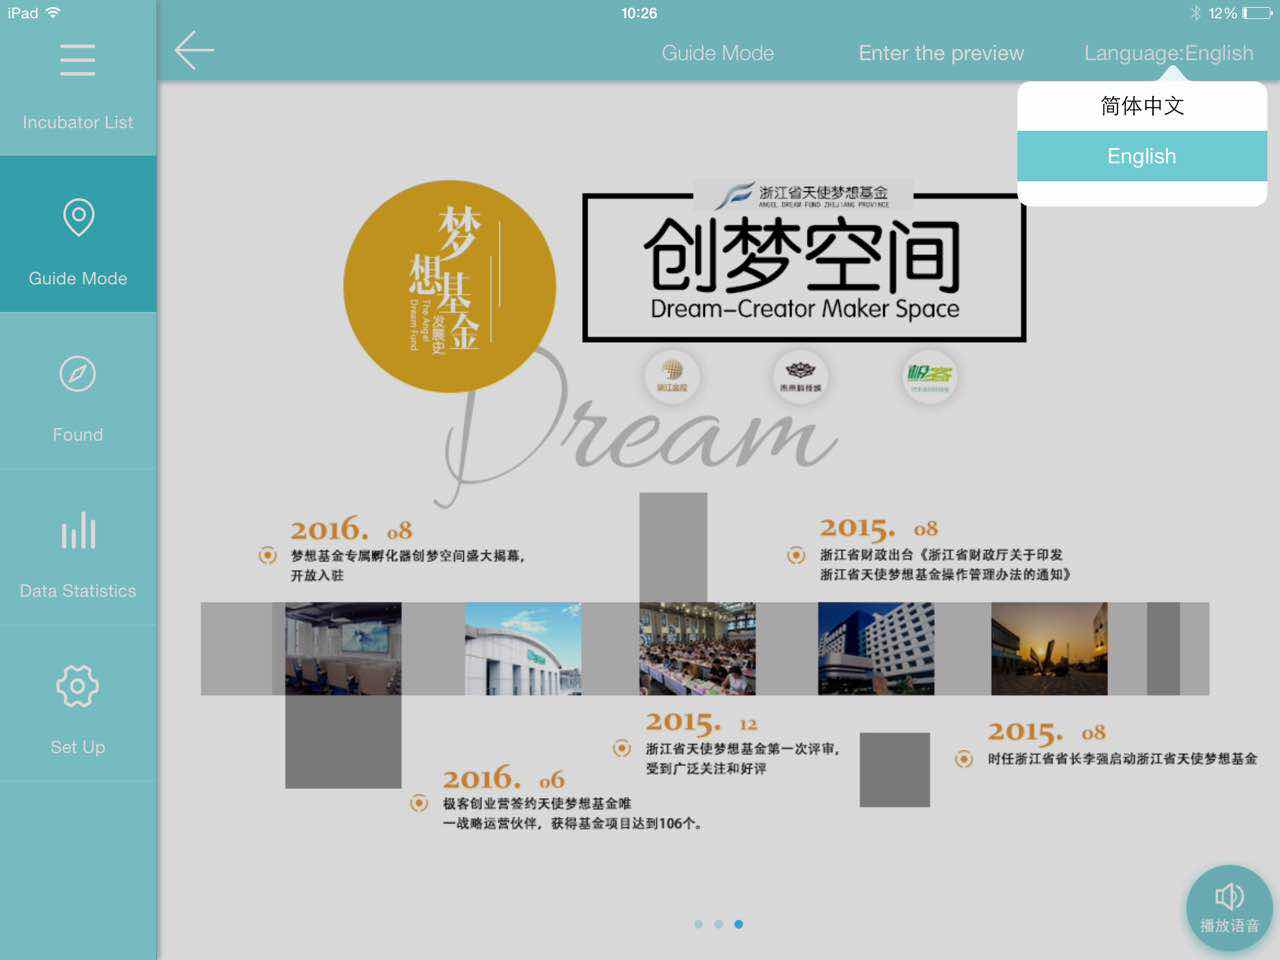 iPad
10:26
12%
Incubator List
Guide Mode
Found
Data Statistics
Set Up
Guide Mode
Enter the preview
Language:English
简体中文
English
梦想基金
发展史
The Angel
Dream Fund
浙江省天使梦想基金
ANGEL DREAM FUND ZHEJIANG PROVINCE
创梦空间
Dream-Creator Maker Space
浙江金控
未来科技城
极客
Dream
2016. 08
梦想基金专属孵化器创梦空间盛大揭幕，
开放入驻
2015. 08
浙江省财政出台《浙江省财政厅关于印发
浙江省天使梦想基金操作管理办法的通知》
2015. 12
浙江省天使梦想基金第一次评审，
受到广泛关注和好评
2015. 08
时任浙江省省长李强启动浙江省天使梦想基金
2016. 06
极客创业营签约天使梦想基金唯
一战略运营伙伴，获得基金项目达到106个。
播放语音